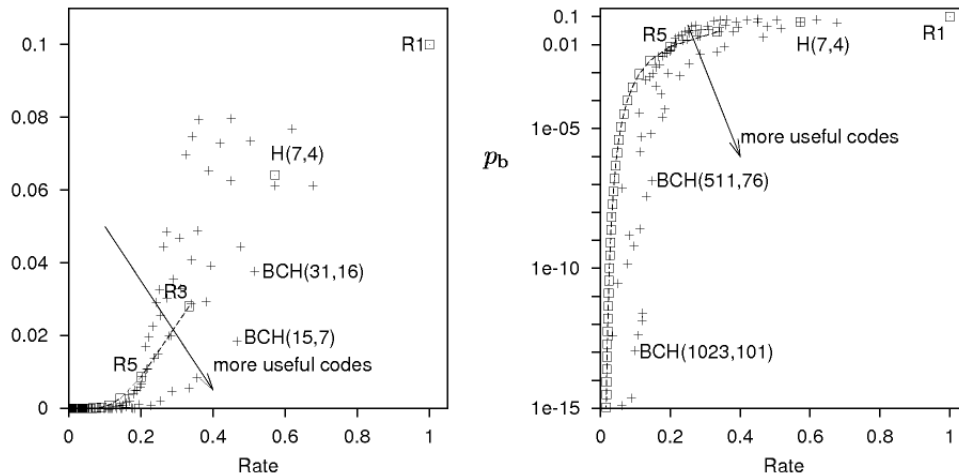 0.1
R1
0.08
H(7,4)
0.06
0.04
BCH(31,16)
R3
0.02
BCH(15,7)
R5
more useful codes
0
0 0.2 0.4 0.6 0.8 1
Rate
0.1
R5
R1
0.01
H(7,4)
1e-05
more useful codes
pb
BCH(511,76)
1e-10
BCH(1023,101)
1e-15
0 0.2 0.4 0.6 0.8 1
Rate